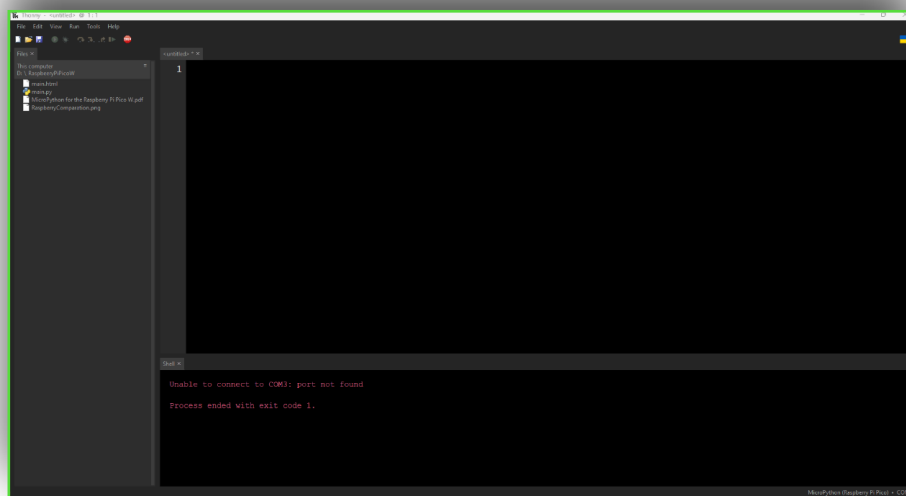 Thonny - <untitled> @ 1 : 1
File Edit View Run Tools Help
Files ×
<untitled> * ×
This computer
D: \ RaspberryPiPicoW
main.html
main.py
MicroPython for the Raspberry Pi Pico W.pdf
RaspberryComparation.png
1
Shell ×
Unable to connect to COM3: port not found
Process ended with exit code 1.
MicroPython (Raspberry Pi Pico) •